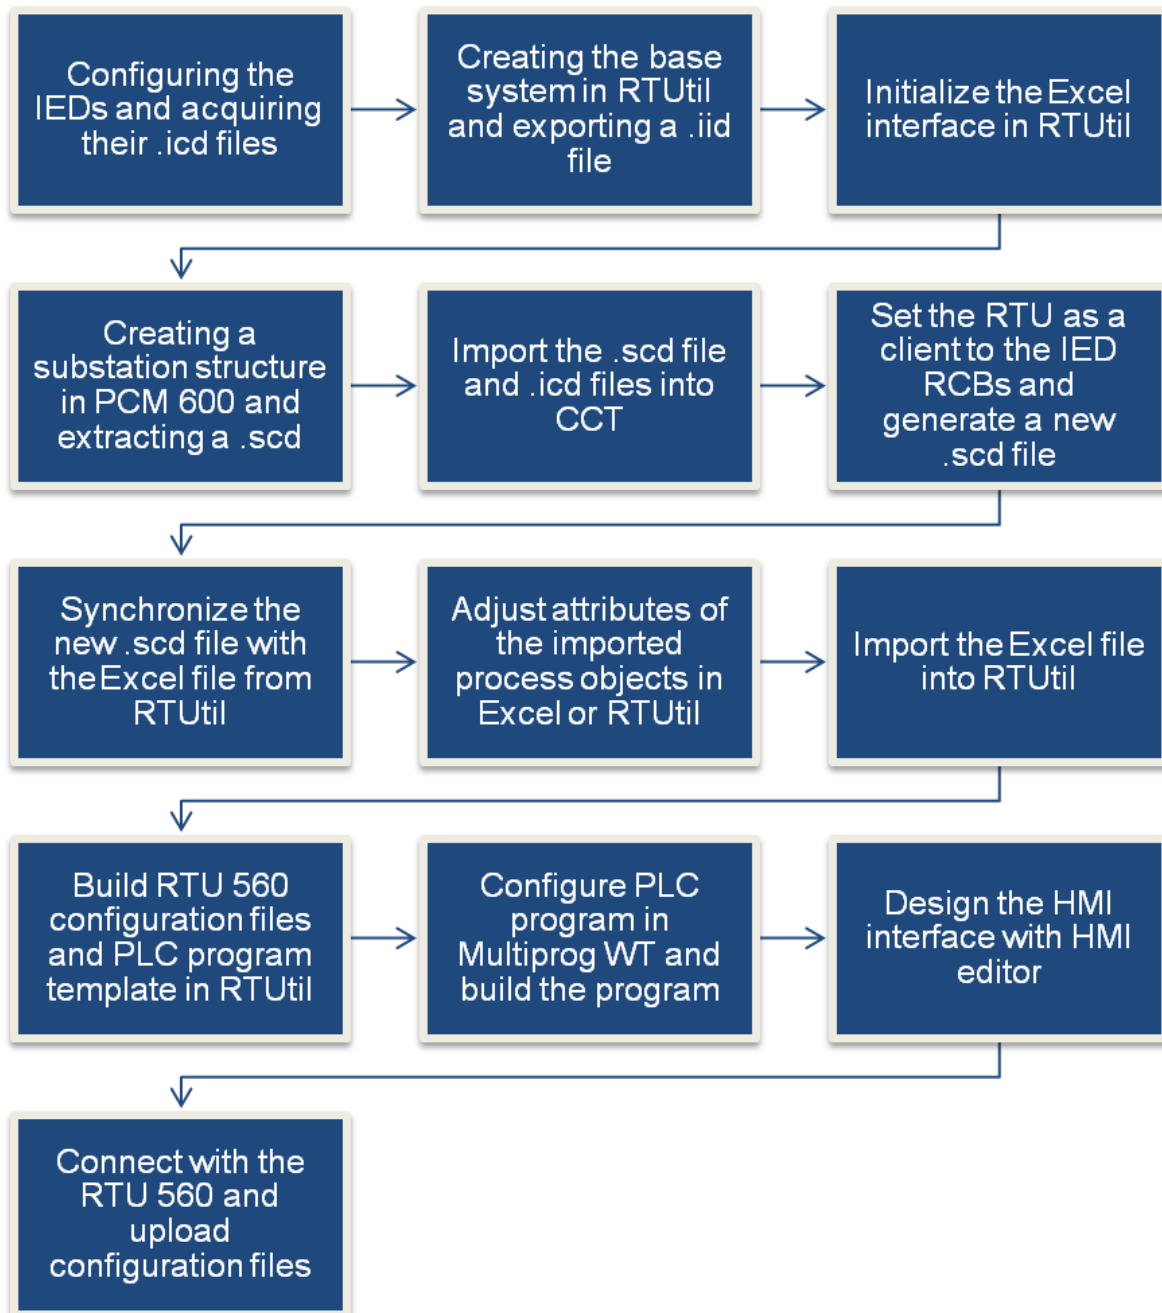 Configuring the
IEDs and acquiring
their .icd files
Creating the base
system in RTUtil
and exporting a .iid
file
Initialize the Excel
interface in RTUtil
Creating a
substation structure
in PCM 600 and
extracting a .scd
Import the .scd file
and .icd files into
CCT
Set the RTU as a
client to the IED
RCBs and
generate a new
.scd file
Synchronize the
new .scd file with
the Excel file from
RTUtil
Adjust attributes of
the imported
process objects in
Excel or RTUtil
Import the Excel file
into RTUtil
Build RTU 560
configuration files
and PLC program
template in RTUtil
Configure PLC
program in
Multiprog WT and
build the program
Design the HMI
interface with HMI
editor
Connect with the
RTU 560 and
upload
configuration files